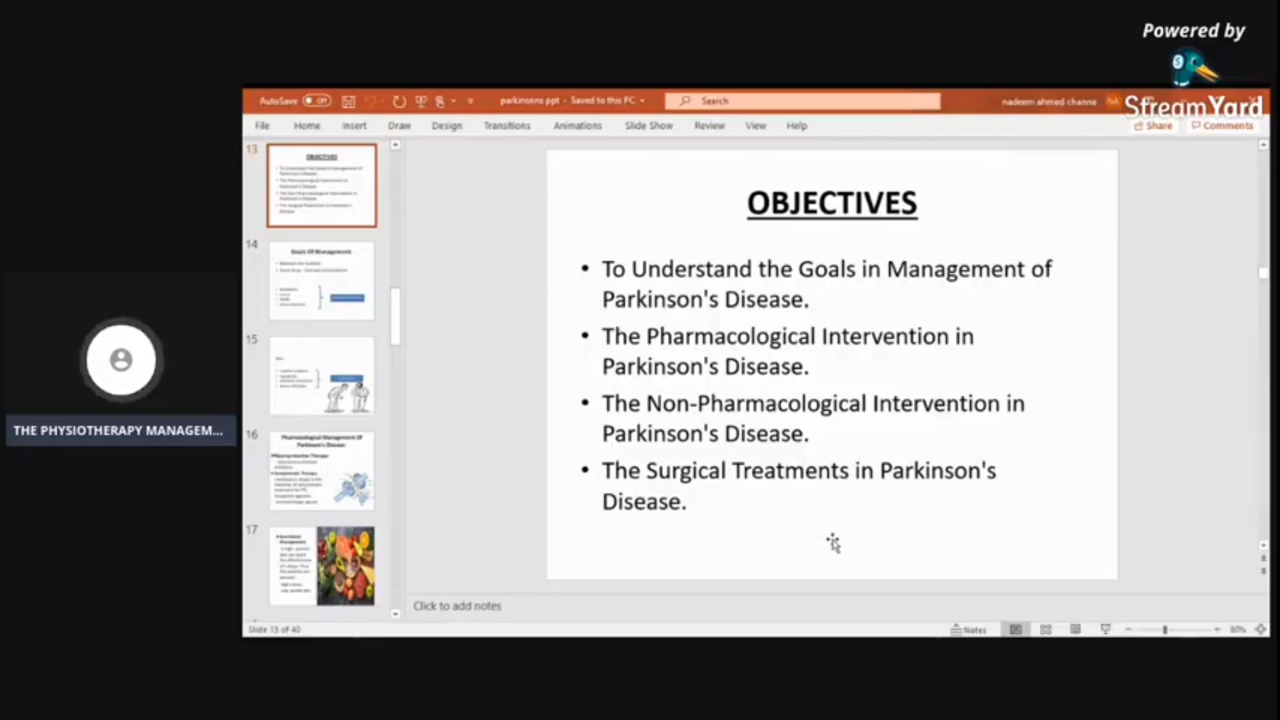 Powered by
StreamYard
AutoSave Off
parkinsons ppt - Saved to this PC
Search
nadeem ahmed channa
NA
File Home Insert Draw Design Transitions Animations Slide Show Review View Help
Share Comments
13
OBJECTIVES
14
Goals Of Management
15
16
Pharmacological Management Of
Parkinson's Disease
17
OBJECTIVES
• To Understand the Goals in Management of
Parkinson's Disease.
• The Pharmacological Intervention in
Parkinson's Disease.
• The Non-Pharmacological Intervention in
Parkinson's Disease.
• The Surgical Treatments in Parkinson's
Disease.
Click to add notes
THE PHYSIOTHERAPY MANAGEM...
Slide 13 of 40
Notes
80%